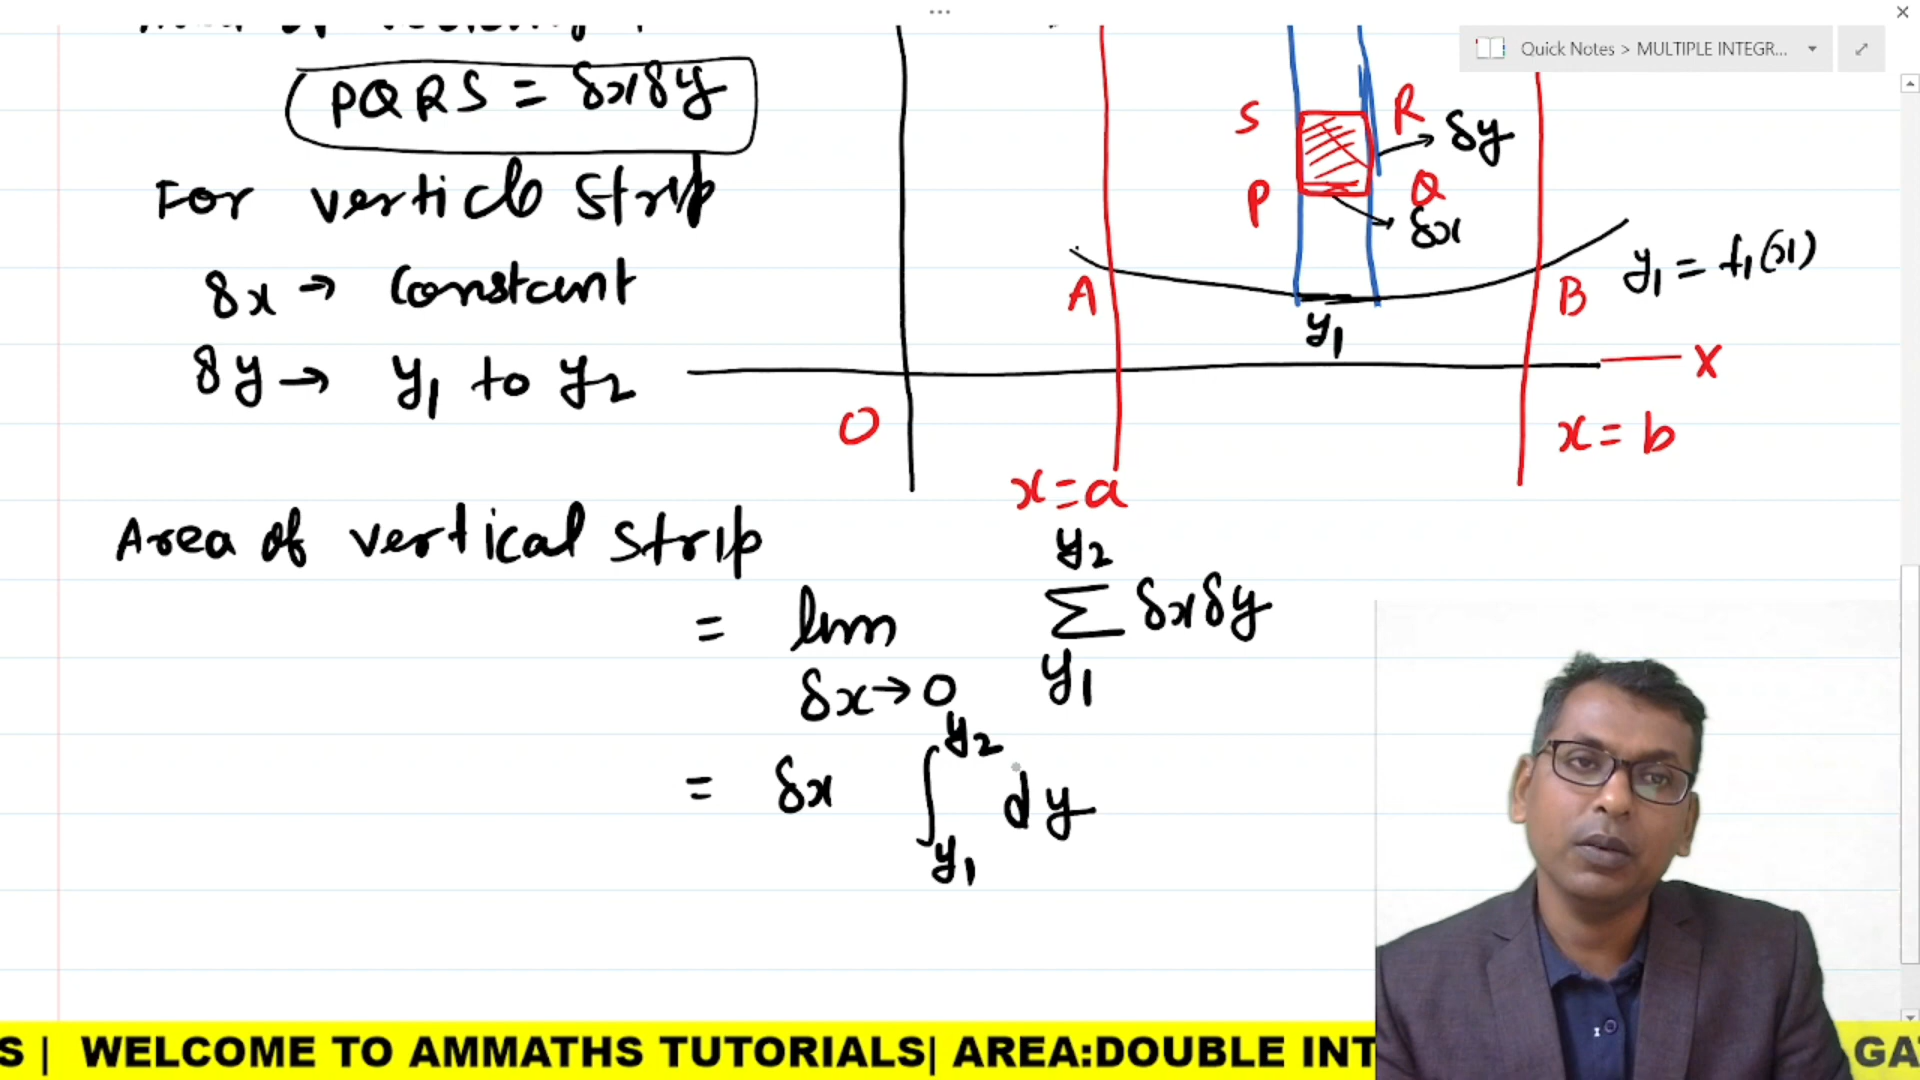 Quick Notes > MULTIPLE INTEGR...
PQRS = δxδy
For verticl strip
δx → constant
δy → y₁ to y₂
S
R
δy
P
Q
δx
A
B
y₁ = f₁(x)
y₁
X
O
x = b
x = a
Area of vertical strip
= lim δx→0 ∑ y₁ y₂ δxδy
= δx ∫ y₁ y₂ dy
S | WELCOME TO AMMATHS TUTORIALS| AREA:DOUBLE INT
GA